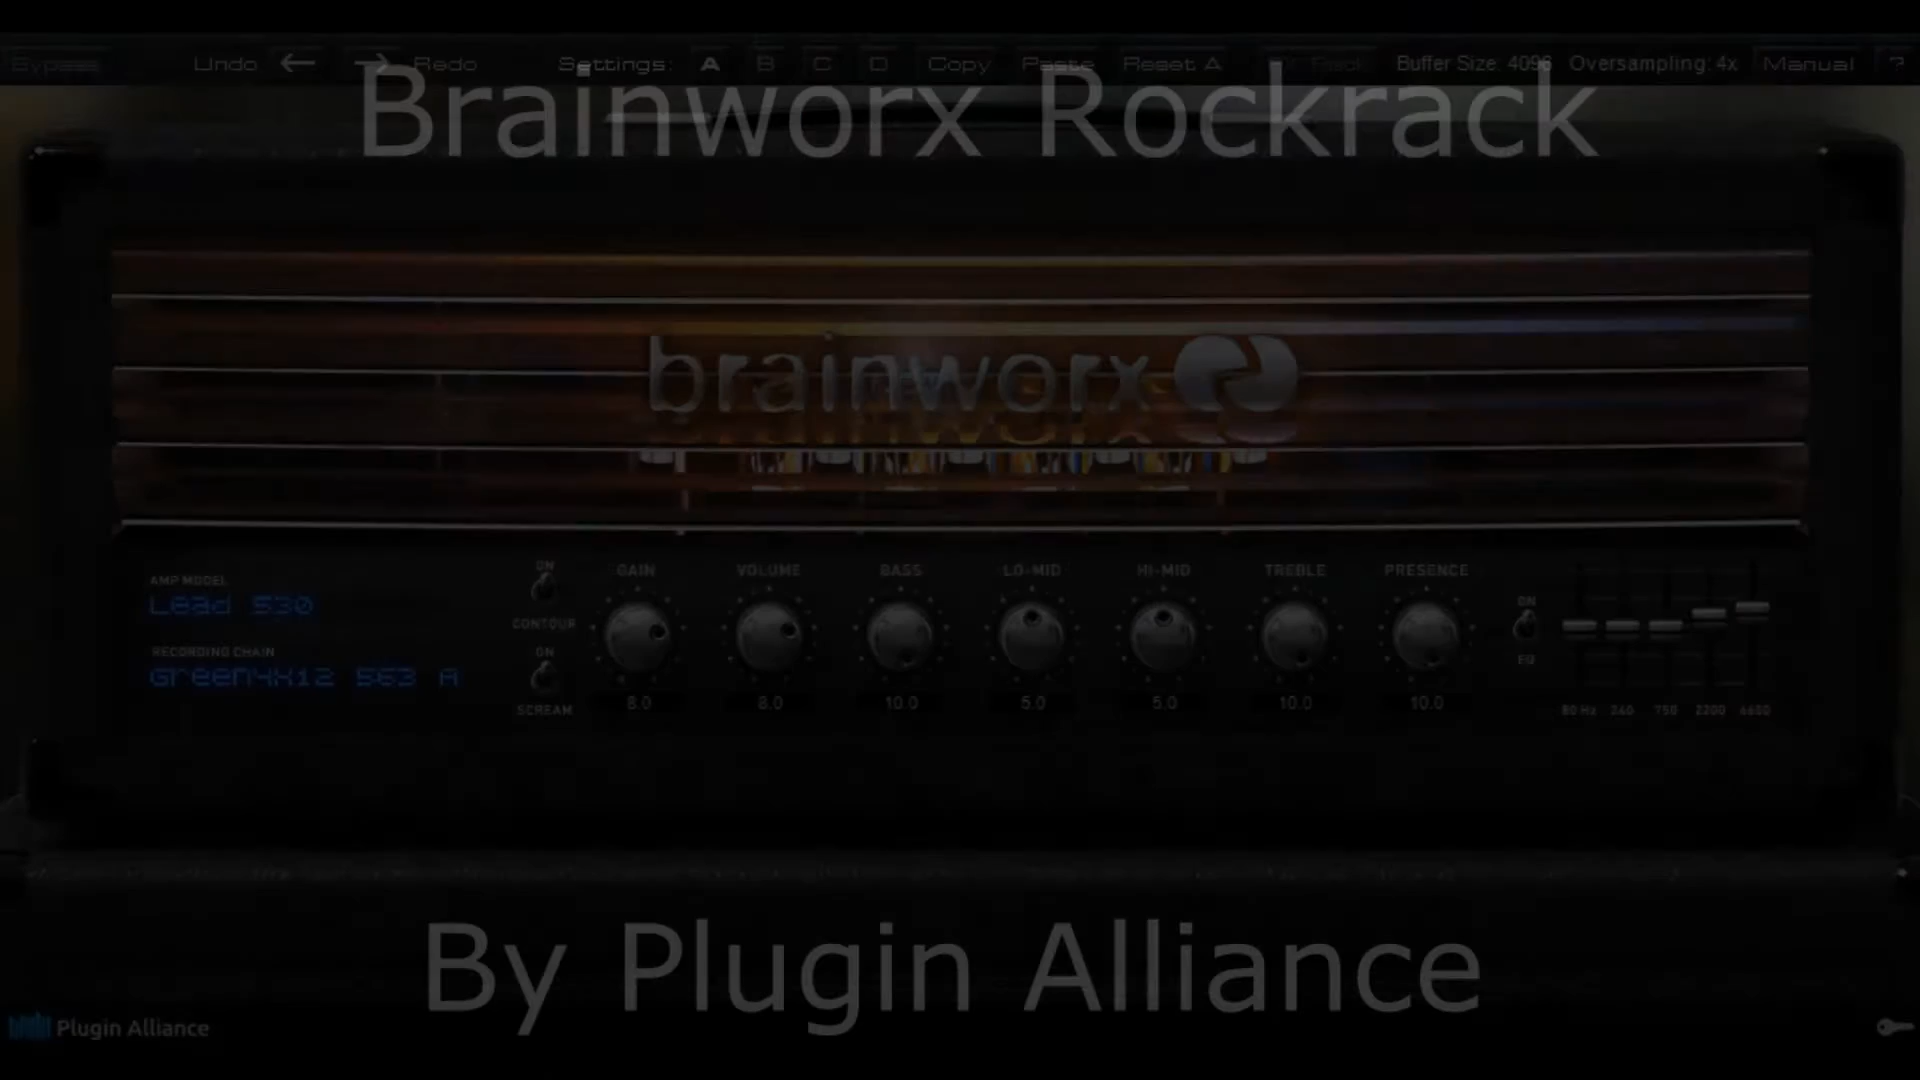 Bypass Undo Redo Settings: A B C D Copy Paste Reset A Buffer Size: 4096 Oversampling: 4x Manual ?
Brainworx Rockrack
brainworx
AMP MODEL
Lead 530
RECORDING CHAIN
Green4X12 563 A
ON
CONTOUR
ON
SCREAM
GAIN VOLUME BASS LO-MID HI-MID TREBLE PRESENCE
8.0 8.0 10.0 5.0 5.0 10.0 10.0
ON
EQ
80 Hz 240 750 2200 6600
By Plugin Alliance
Plugin Alliance